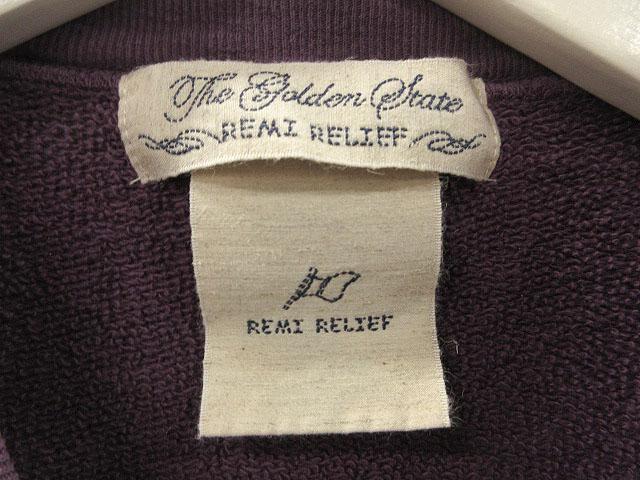 The Golden State
REMI RELIEF
REMI RELIEF